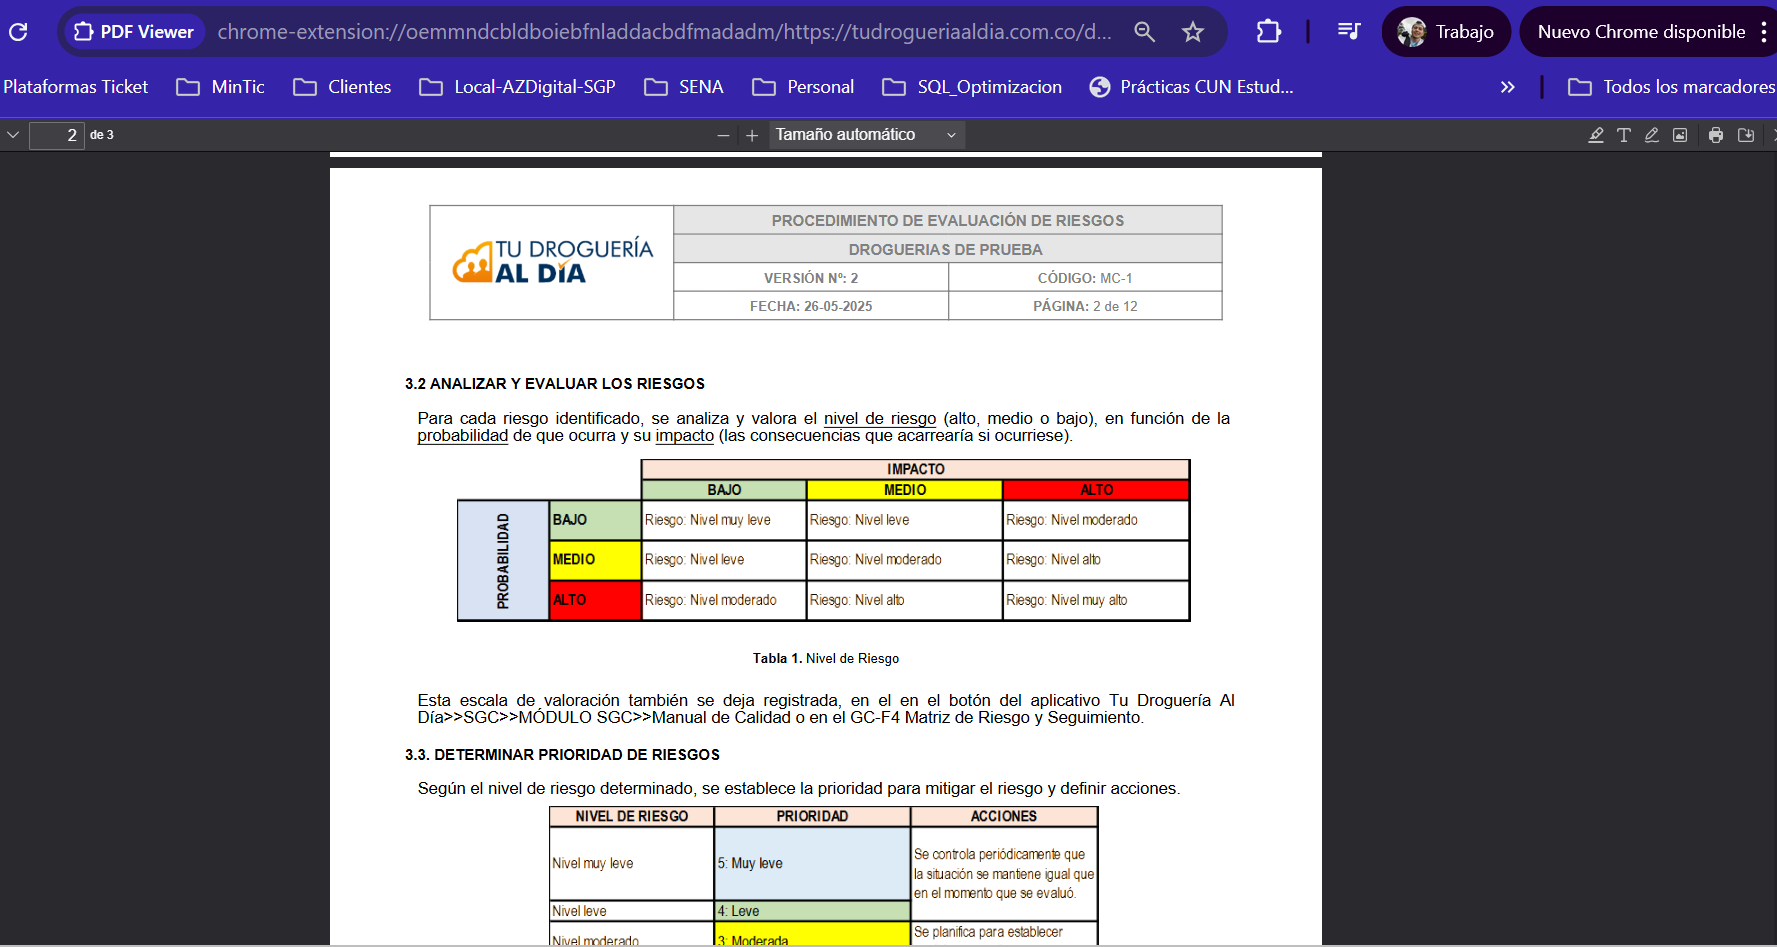 PDF Viewer
chrome-extension://oemmndcbldboiebfnladdacbdfmadadm/https://tudrogueriaaldia.com.co/d...
Trabajo
Nuevo Chrome disponible
Plataformas Ticket
MinTic
Clientes
Local-AZDigital-SGP
SENA
Personal
SQL_Optimizacion
Prácticas CUN Estud...
»
Todos los marcadores
2
de 3
Tamaño automático
TU DROGUERÍA
AL DÍA
PROCEDIMIENTO DE EVALUACIÓN DE RIESGOS
DROGUERIAS DE PRUEBA
VERSIÓN Nº: 2
CÓDIGO: MC-1
FECHA: 26-05-2025
PÁGINA: 2 de 12
3.2 ANALIZAR Y EVALUAR LOS RIESGOS
Para cada riesgo identificado, se analiza y valora el nivel de riesgo (alto, medio o bajo), en función de la
probabilidad de que ocurra y su impacto (las consecuencias que acarrearía si ocurriese).
IMPACTO
BAJO
MEDIO
ALTO
PROBABILIDAD
BAJO
Riesgo: Nivel muy leve
Riesgo: Nivel leve
Riesgo: Nivel moderado
MEDIO
Riesgo: Nivel leve
Riesgo: Nivel moderado
Riesgo: Nivel alto
ALTO
Riesgo: Nivel moderado
Riesgo: Nivel alto
Riesgo: Nivel muy alto
Tabla 1. Nivel de Riesgo
Esta escala de valoración también se deja registrada, en el en el botón del aplicativo Tu Droguería Al
Día>>SGC>>MÓDULO SGC>>Manual de Calidad o en el GC-F4 Matriz de Riesgo y Seguimiento.
3.3. DETERMINAR PRIORIDAD DE RIESGOS
Según el nivel de riesgo determinado, se establece la prioridad para mitigar el riesgo y definir acciones.
NIVEL DE RIESGO
PRIORIDAD
ACCIONES
Nivel muy leve
5: Muy leve
Se controla periódicamente que
la situación se mantiene igual que
en el momento que se evaluó.
Nivel leve
4: Leve
Nivel moderado
3: Moderada
Se planifica para establecer